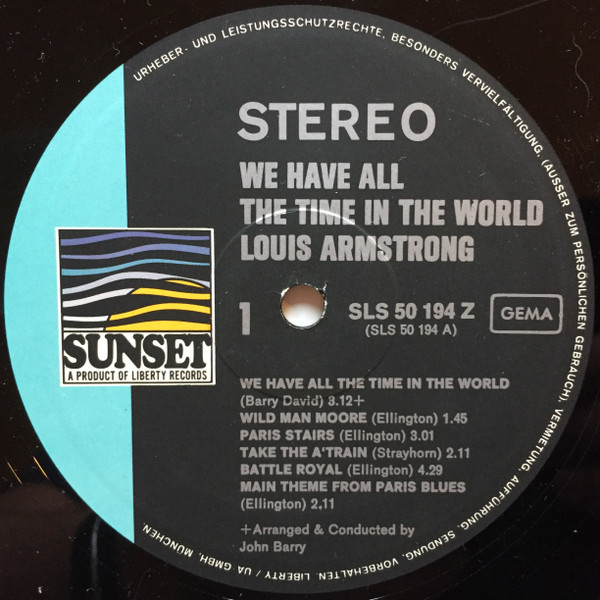 URHEBER- UND LEISTUNGSSCHUTZRECHTE, BESONDERS VERVIELFÄLTIGUNG, (AUSSER ZUM PERSÖNLICHEN GEBRAUCH), VERMIETUNG, AUFFÜHRUNG, SENDUNG, VORBEHALTEN. LIBERTY / UA GMBH, MÜNCHEN.
STEREO
WE HAVE ALL
THE TIME IN THE WORLD
LOUIS ARMSTRONG
1
SLS 50 194 Z
(SLS 50 194 A)
GEMA
SUNSET
A PRODUCT OF LIBERTY RECORDS
WE HAVE ALL THE TIME IN THE WORLD
(Barry David) 3.12+
WILD MAN MOORE (Ellington) 1.45
PARIS STAIRS (Ellington) 3.01
TAKE THE A'TRAIN (Strayhorn) 2.11
BATTLE ROYAL (Ellington) 4.29
MAIN THEME FROM PARIS BLUES
(Ellington) 2.11
+Arranged & Conducted by
John Barry